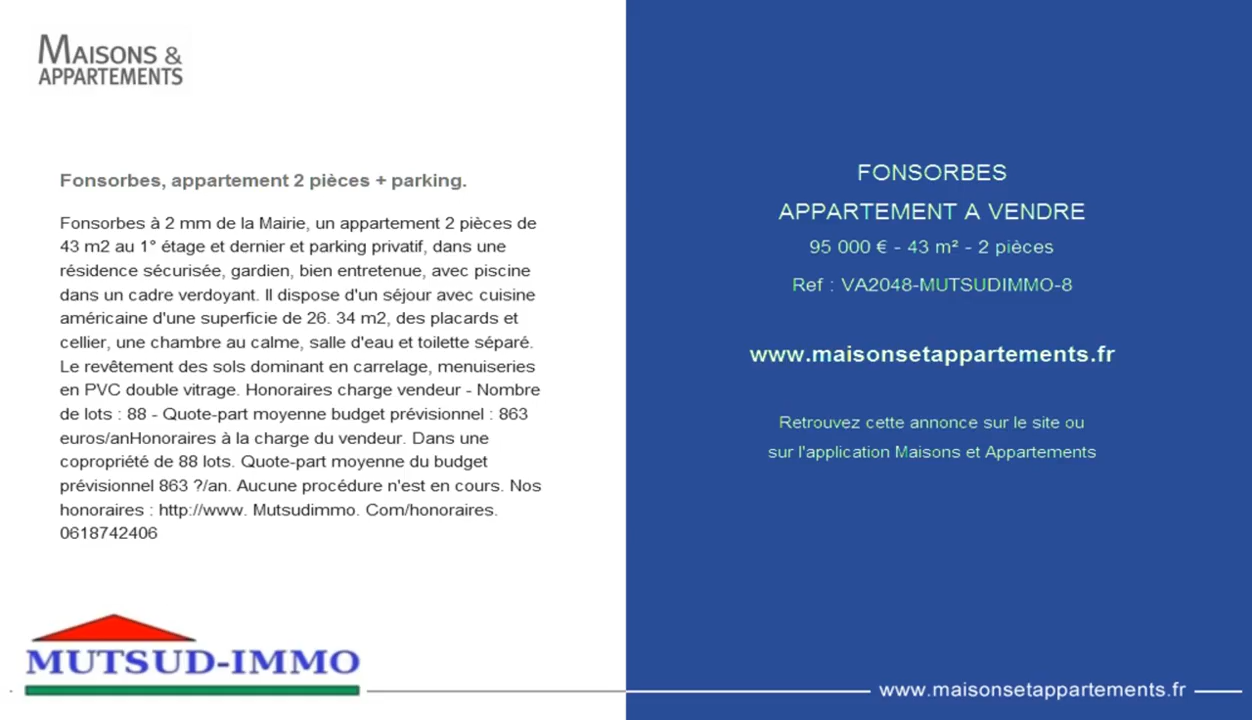 MAISONS &
APPARTEMENTS
Fonsorbes, appartement 2 pièces + parking.
Fonsorbes à 2 mm de la Mairie, un appartement 2 pièces de
43 m2 au 1° étage et dernier et parking privatif, dans une
résidence sécurisée, gardien, bien entretenue, avec piscine
dans un cadre verdoyant. Il dispose d'un séjour avec cuisine
américaine d'une superficie de 26. 34 m2, des placards et
cellier, une chambre au calme, salle d'eau et toilette séparé.
Le revêtement des sols dominant en carrelage, menuiseries
en PVC double vitrage. Honoraires charge vendeur - Nombre
de lots : 88 - Quote-part moyenne budget prévisionnel : 863
euros/anHonoraires à la charge du vendeur. Dans une
copropriété de 88 lots. Quote-part moyenne du budget
prévisionnel 863 ?/an. Aucune procédure n'est en cours. Nos
honoraires : http://www. Mutsudimmo. Com/honoraires.
0618742406
MUTSUD-IMMO
FONSORBES
APPARTEMENT A VENDRE
95 000 € - 43 m² - 2 pièces
Ref : VA2048-MUTSUDIMMO-8
www.maisonsetappartements.fr
Retrouvez cette annonce sur le site ou
sur l'application Maisons et Appartements
www.maisonsetappartements.fr